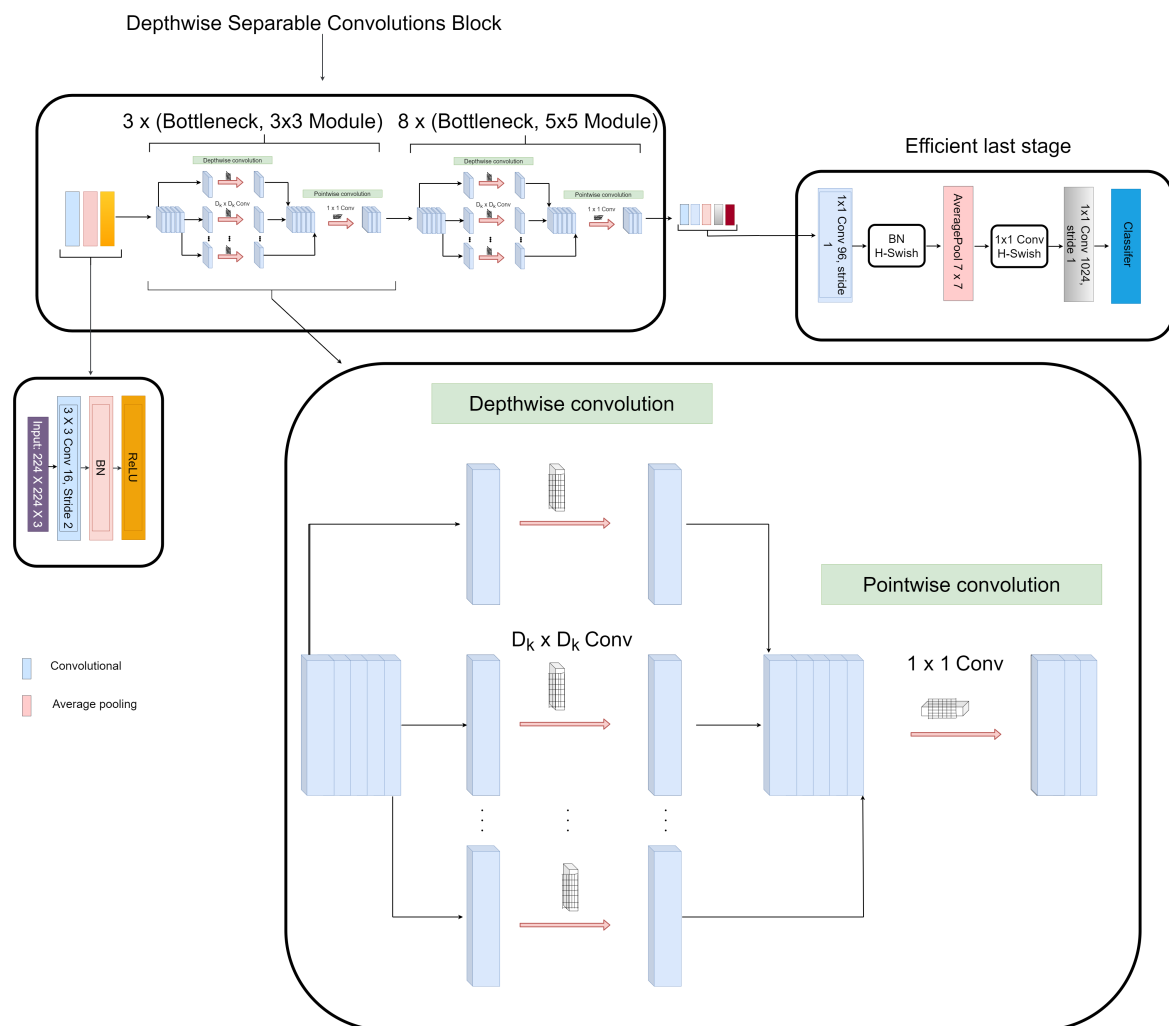 Depthwise Separable Convolutions Block
3 x (Bottleneck, 3x3 Module)
8 x (Bottleneck, 5x5 Module)
Depthwise convolution
Pointwise convolution
Dk x Dk Conv
1 x 1 Conv
Depthwise convolution
Pointwise convolution
Dk x Dk Conv
1 x 1 Conv
Efficient last stage
1x1 Conv 96, stride
1
BN
H-Swish
AveragePool 7 x 7
1x1 Conv
H-Swish
1x1 Conv 1024,
stride 1
Classifer
Input: 224 X 224 X 3
3 X 3 Conv 16, Stride 2
BN
ReLU
Convolutional
Average pooling
Depthwise convolution
Dk x Dk Conv
Pointwise convolution
1 x 1 Conv